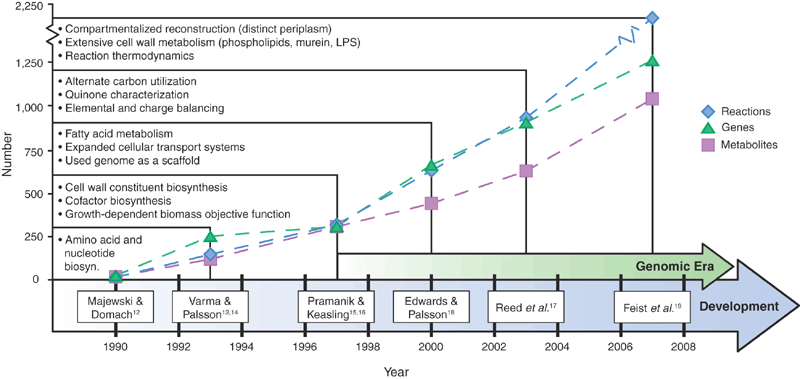 2,250
• Compartmentalized reconstruction (distinct periplasm)
• Extensive cell wall metabolism (phospholipids, murein, LPS)
• Reaction thermodynamics
1,250
• Alternate carbon utilization
• Quinone characterization
1,000
• Elemental and charge balancing
Reactions
Genes
Metabolites
Number
• Fatty acid metabolism
750
• Expanded cellular transport systems
• Used genome as a scaffold
500
• Cell wall constituent biosynthesis
• Cofactor biosynthesis
• Growth-dependent biomass objective function
250
• Amino acid and
nucleotide
biosyn.
Genomic Era
0
Majewski &
Domach12
Varma &
Palsson13,14
Pramanik &
Keasling15,16
Edwards &
Palsson18
Reed et al.17
Feist et al.19
Development
1990 1992 1994 1996 1998 2000 2002 2004 2006 2008
Year